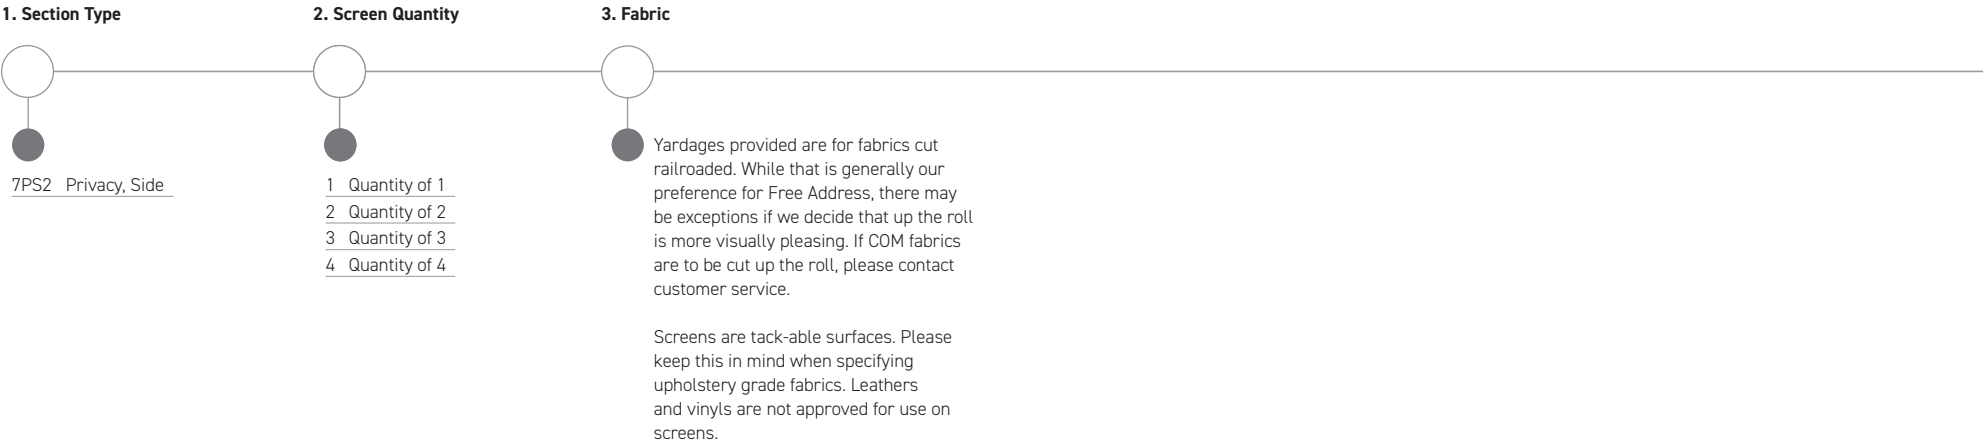 1. Section Type
2. Screen Quantity
3. Fabric
7PS2 Privacy, Side
1 Quantity of 1
2 Quantity of 2
3 Quantity of 3
4 Quantity of 4
Yardages provided are for fabrics cut
railroaded. While that is generally our
preference for Free Address, there may
be exceptions if we decide that up the roll
is more visually pleasing. If COM fabrics
are to be cut up the roll, please contact
customer service.
Screens are tack-able surfaces. Please
keep this in mind when specifying
upholstery grade fabrics. Leathers
and vinyls are not approved for use on
screens.